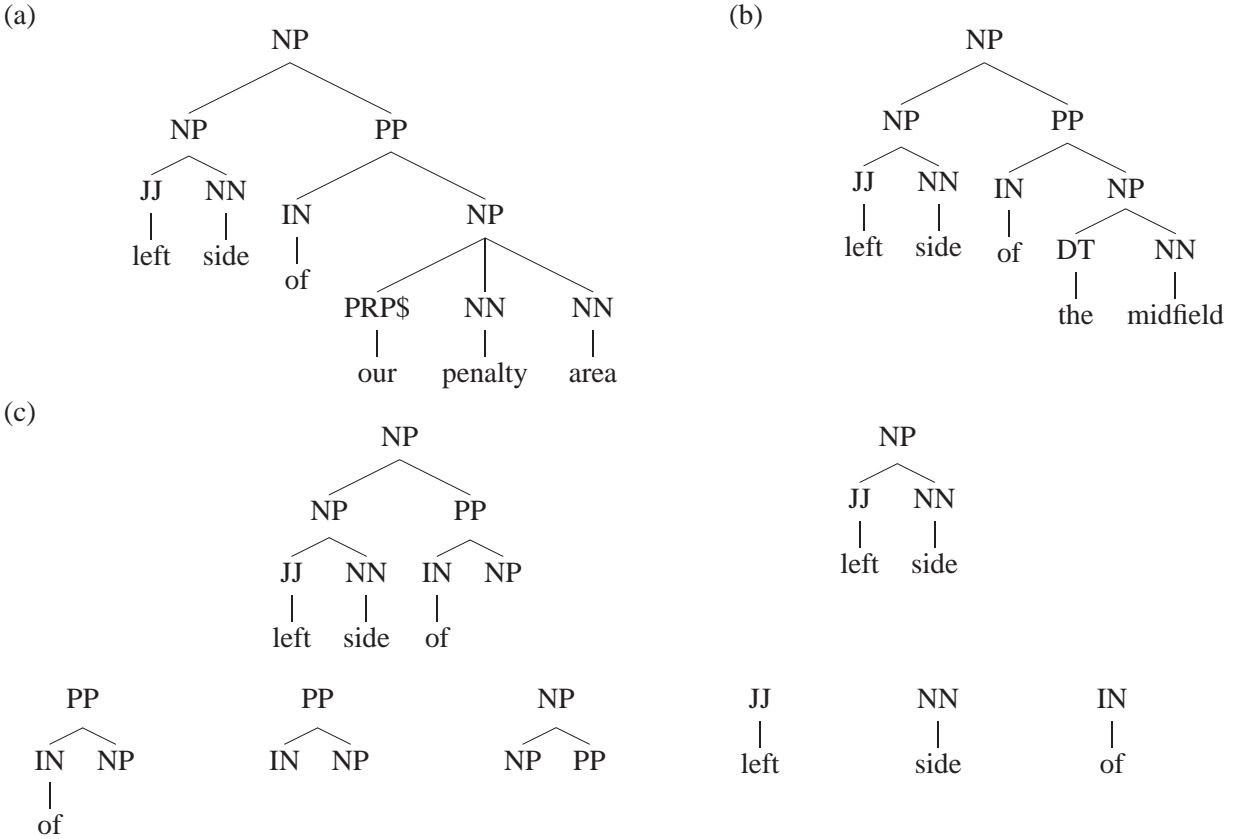 (a) (b)
NP NP
NP PP NP PP
JJ NN IN NP JJ NN IN NP
left side of left side of DT NN
PRP$ NN NN the midfield
our penalty area
(c)
NP NP
NP PP JJ NN
JJ NN IN NP left side
left side of
PP PP NP JJ NN IN
IN NP IN NP NP PP left side of
of